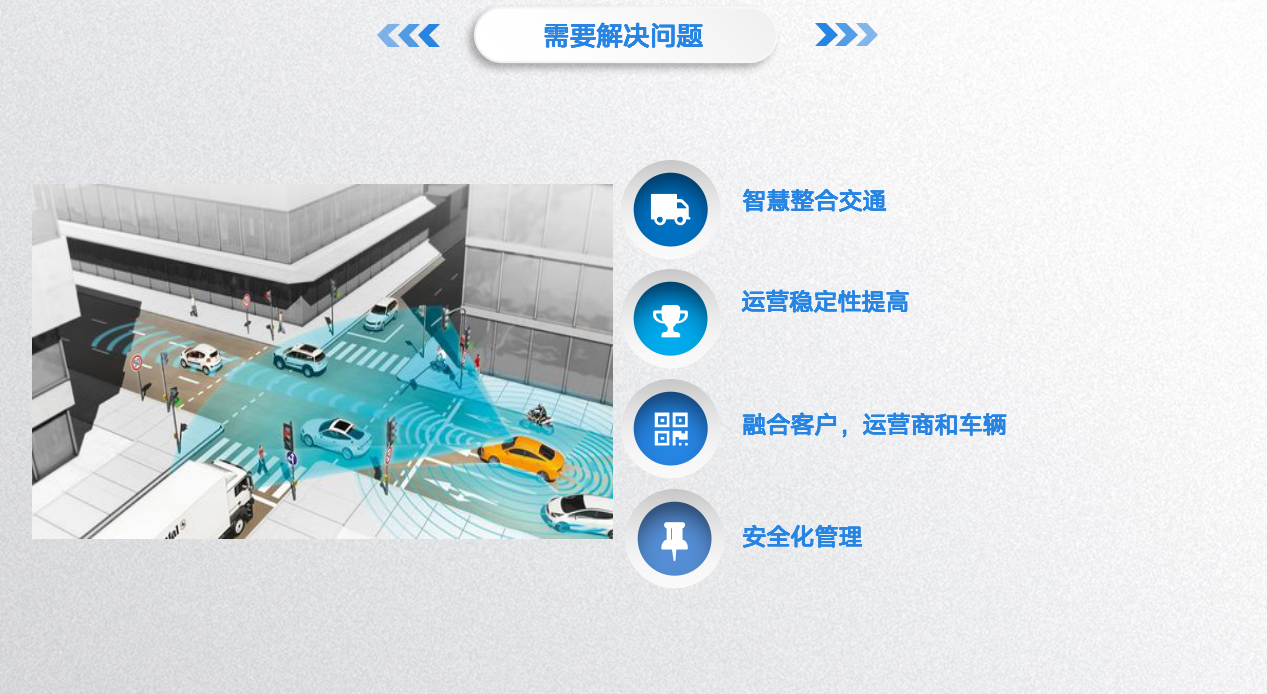 需要解决问题
智慧整合交通
运营稳定性提高
融合客户，运营商和车辆
安全化管理